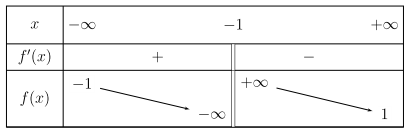 x −∞ −1 +∞
f′(x) + −
f(x) −1 −∞ +∞ 1